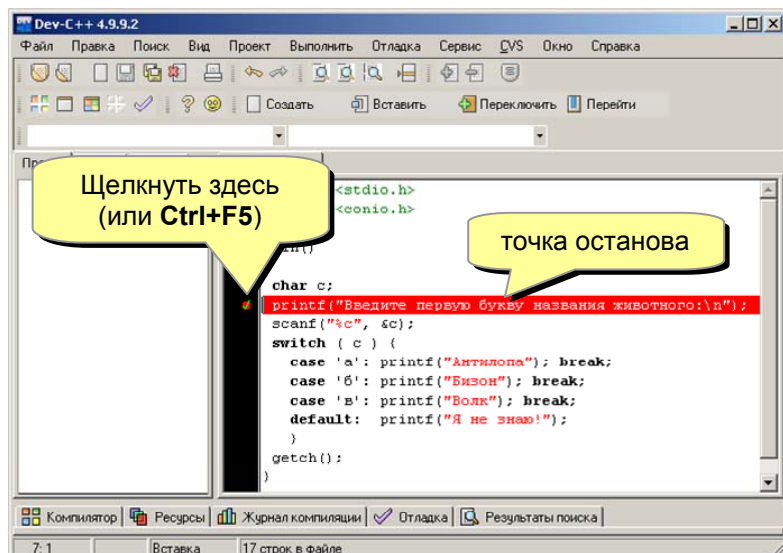 Dev-C++ 4.9.9.2
Файл Правка Поиск Вид Проект Выполнить Отладка Сервис CVS Окно Справка
Создать Вставить Переключить Перейти
Щелкнуть здесь
(или Ctrl+F5)
<stdio.h>
<conio.h>
точка останова
char c;
printf("Введите первую букву названия животного:\n");
scanf("%c", &c);
switch ( c ) {
case 'а': printf("Антилопа"); break;
case 'б': printf("Бизон"); break;
case 'в': printf("Волк"); break;
default: printf("Я не знаю!");
}
getch();
}
Компилятор Ресурсы Журнал компиляции Отладка Результаты поиска
7: 1 Вставка 17 строк в файле